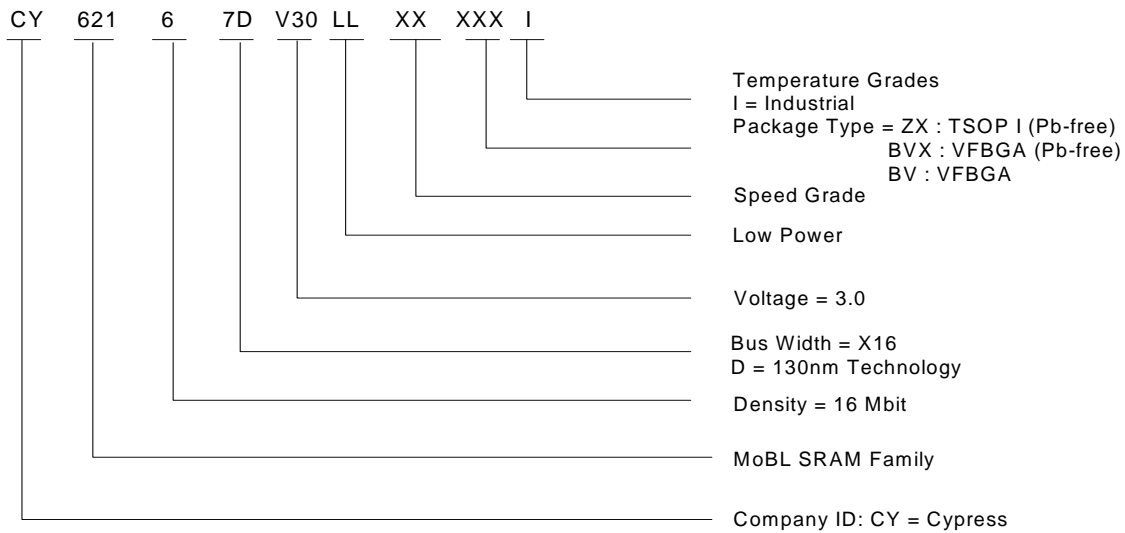 CY 621 6 7D V30 LL XX XXX I
Temperature Grades
I = Industrial
Package Type = ZX : TSOP I (Pb-free)
BVX : VFBGA (Pb-free)
BV : VFBGA
Speed Grade
Low Power
Voltage = 3.0
Bus Width = X16
D = 130nm Technology
Density = 16 Mbit
MoBL SRAM Family
Company ID: CY = Cypress